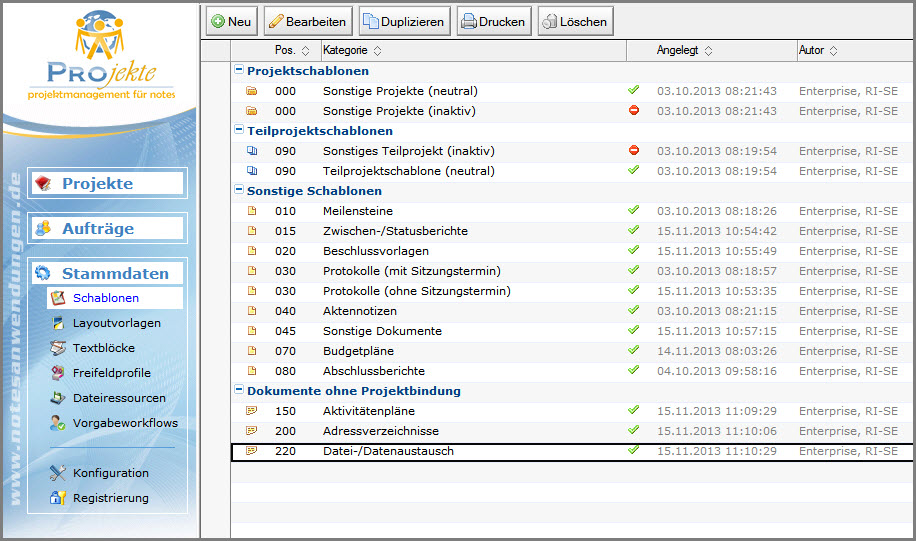 PROjekte
projektmanagement für notes
Projekte
Aufträge
Stammdaten
Schablonen
Layoutvorlagen
Textblöcke
Freifeldprofile
Dateiressourcen
Vorgabeworkflows
Konfiguration
Registrierung
www.notesanwendungen.de
Neu Bearbeiten Duplizieren Drucken Löschen
Pos. Kategorie Angelegt Autor
Projektschablonen
000 Sonstige Projekte (neutral) 03.10.2013 08:21:43 Enterprise, RI-SE
000 Sonstige Projekte (inaktiv) 03.10.2013 08:21:43 Enterprise, RI-SE
Teilprojektschablonen
090 Sonstiges Teilprojekt (inaktiv) 03.10.2013 08:19:54 Enterprise, RI-SE
090 Teilprojektschablone (neutral) 03.10.2013 08:19:54 Enterprise, RI-SE
Sonstige Schablonen
010 Meilensteine 03.10.2013 08:18:26 Enterprise, RI-SE
015 Zwischen-/Statusberichte 15.11.2013 10:54:42 Enterprise, RI-SE
020 Beschlussvorlagen 15.11.2013 10:55:49 Enterprise, RI-SE
030 Protokolle (mit Sitzungstermin) 03.10.2013 08:18:57 Enterprise, RI-SE
030 Protokolle (ohne Sitzungstermin) 15.11.2013 10:53:35 Enterprise, RI-SE
040 Aktennotizen 03.10.2013 08:21:15 Enterprise, RI-SE
045 Sonstige Dokumente 15.11.2013 10:57:15 Enterprise, RI-SE
070 Budgetpläne 14.11.2013 08:03:26 Enterprise, RI-SE
080 Abschlussberichte 04.10.2013 09:58:16 Enterprise, RI-SE
Dokumente ohne Projektbindung
150 Aktivitätenpläne 15.11.2013 11:09:29 Enterprise, RI-SE
200 Adressverzeichnisse 15.11.2013 11:10:06 Enterprise, RI-SE
220 Datei-/Datenaustausch 15.11.2013 11:10:29 Enterprise, RI-SE